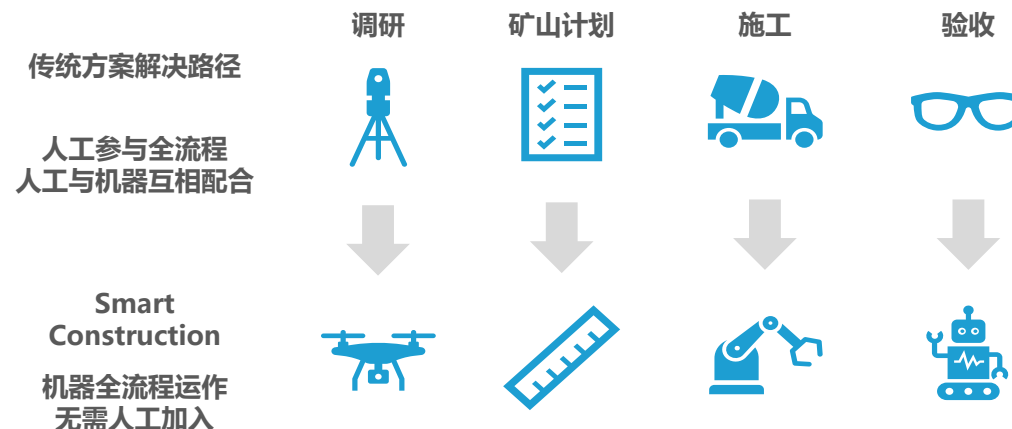 调研
矿山计划
施工
验收
传统方案解决路径
人工参与全流程
人工与机器互相配合
Smart
Construction
机器全流程运作
无需人工加入